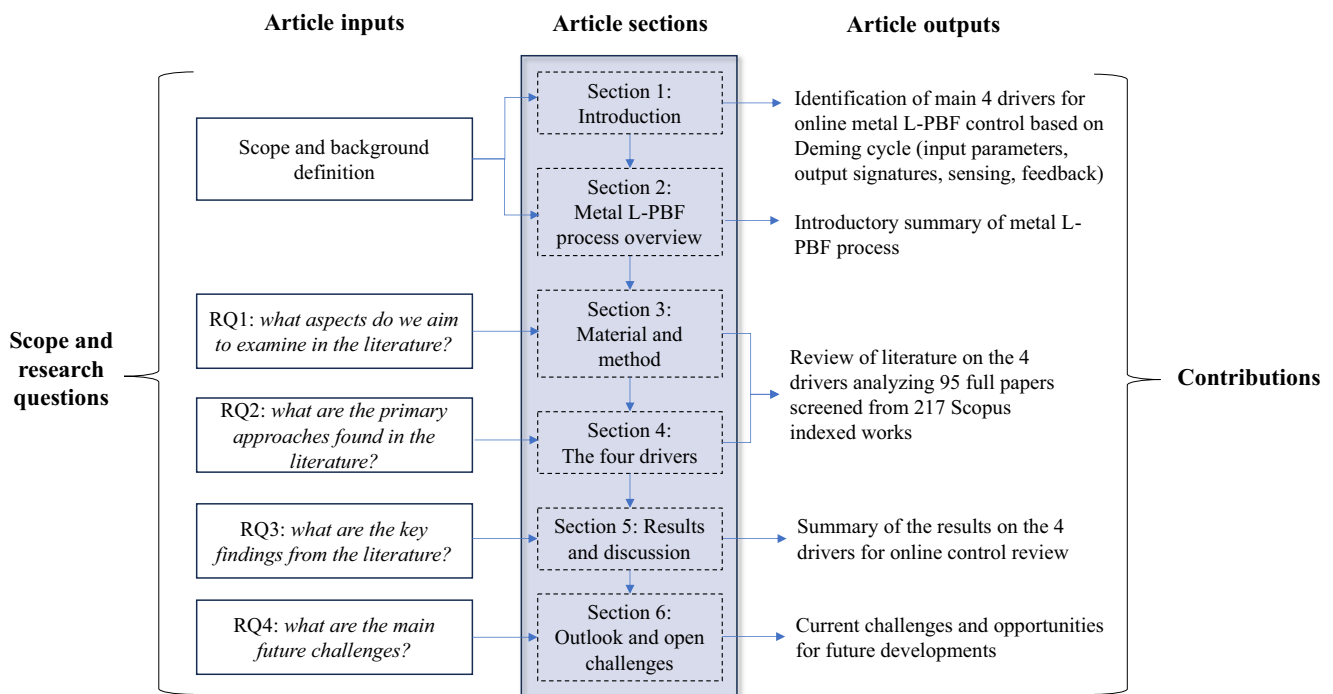 Article inputs
Article sections
Article outputs
Scope and
research
questions
Scope and background
definition
RQ1: what aspects do we aim
to examine in the literature?
RQ2: what are the primary
approaches found in the
literature?
RQ3: what are the key
findings from the literature?
RQ4: what are the main
future challenges?
Section 1:
Introduction
Section 2:
Metal L-PBF
process overview
Section 3:
Material and
method
Section 4:
The four drivers
Section 5: Results
and discussion
Section 6:
Outlook and open
challenges
Identification of main 4 drivers for
online metal L-PBF control based on
Deming cycle (input parameters,
output signatures, sensing, feedback)
Introductory summary of metal L-
PBF process
Review of literature on the 4
drivers analyzing 95 full papers
screened from 217 Scopus
indexed works
Summary of the results on the 4
drivers for online control review
Current challenges and opportunities
for future developments
Contributions